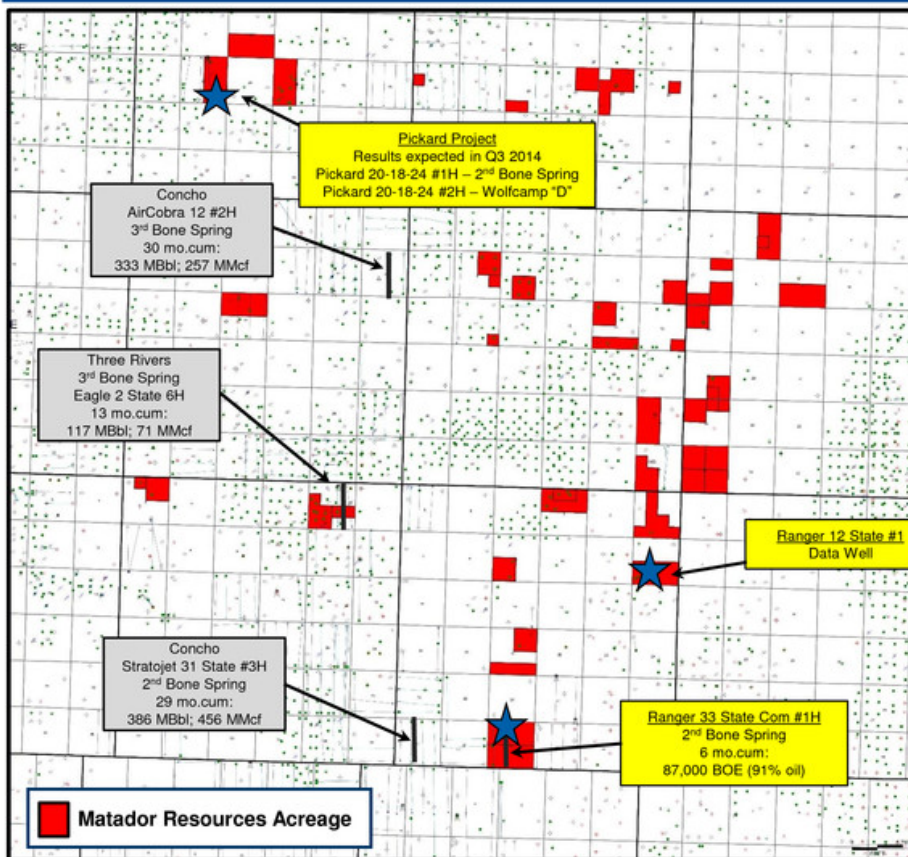 3E
Pickard Project
Results expected in Q3 2014
Pickard 20-18-24 #1H – 2nd Bone Spring
Pickard 20-18-24 #2H – Wolfcamp "D"
Concho
AirCobra 12 #2H
3rd Bone Spring
30 mo.cum:
333 MBbl; 257 MMcf
E
Three Rivers
3rd Bone Spring
Eagle 2 State 6H
13 mo.cum:
117 MBbl; 71 MMcf
Ranger 12 State #1
Data Well
Concho
Stratojet 31 State #3H
2nd Bone Spring
29 mo.cum:
386 MBbl; 456 MMcf
Ranger 33 State Com #1H
2nd Bone Spring
6 mo.cum:
87,000 BOE (91% oil)
Matador Resources Acreage